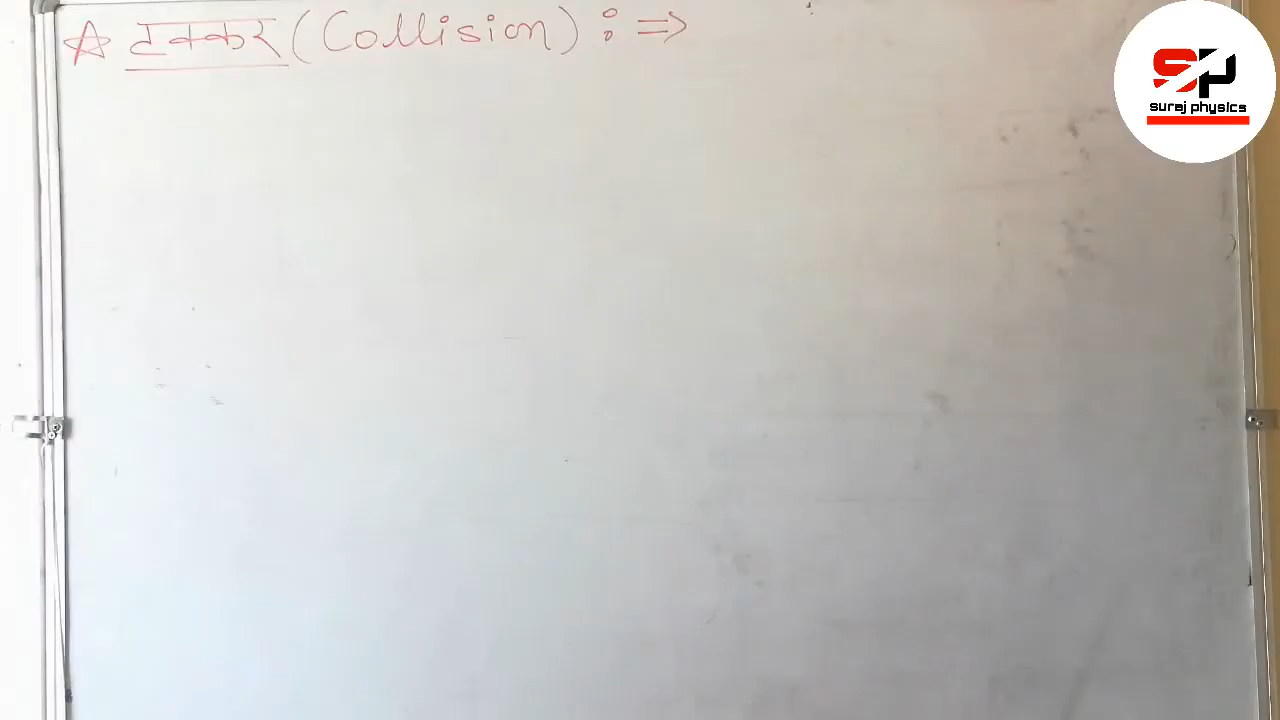 ☆ टक्कर (Collision) : ⇒
SP
suraj physics